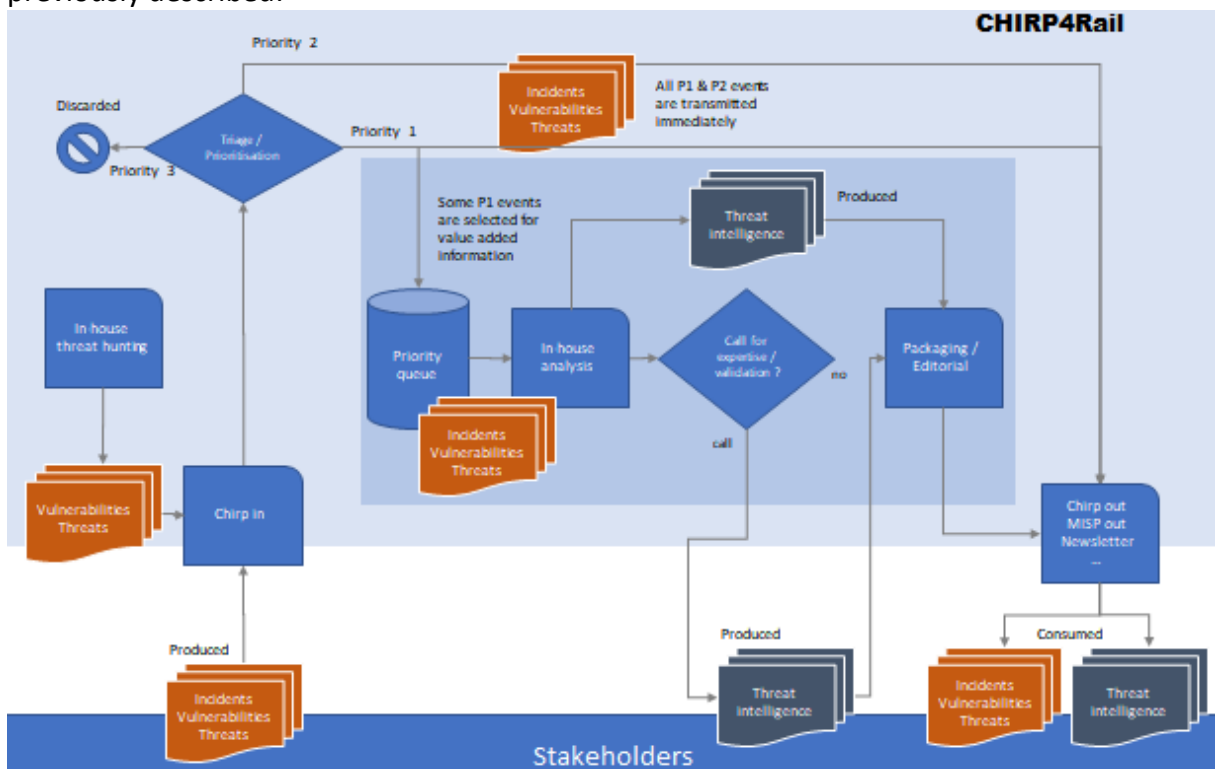 previously described.
CHIRP4Rail
Priority 2
Incidents
Vulnerabilities
Threats
All P1 & P2 events
are transmitted
immediately
Discarded
Triage /
Prioritisation
Priority 1
Priority 3
Some P1 events
are selected for
value added
information
Threat
intelligence
Produced
In-house
threat hunting
Priority
queue
In-house
analysis
Call for
expertise /
validation ?
no
Packaging /
Editorial
Incidents
Vulnerabilities
Threats
call
Vulnerabilities
Threats
Chirp in
Chirp out
MISP out
Newsletter
...
Produced
Incidents
Vulnerabilities
Threats
Produced
Threat
intelligence
Consumed
Incidents
Vulnerabilities
Threats
Threat
intelligence
Stakeholders